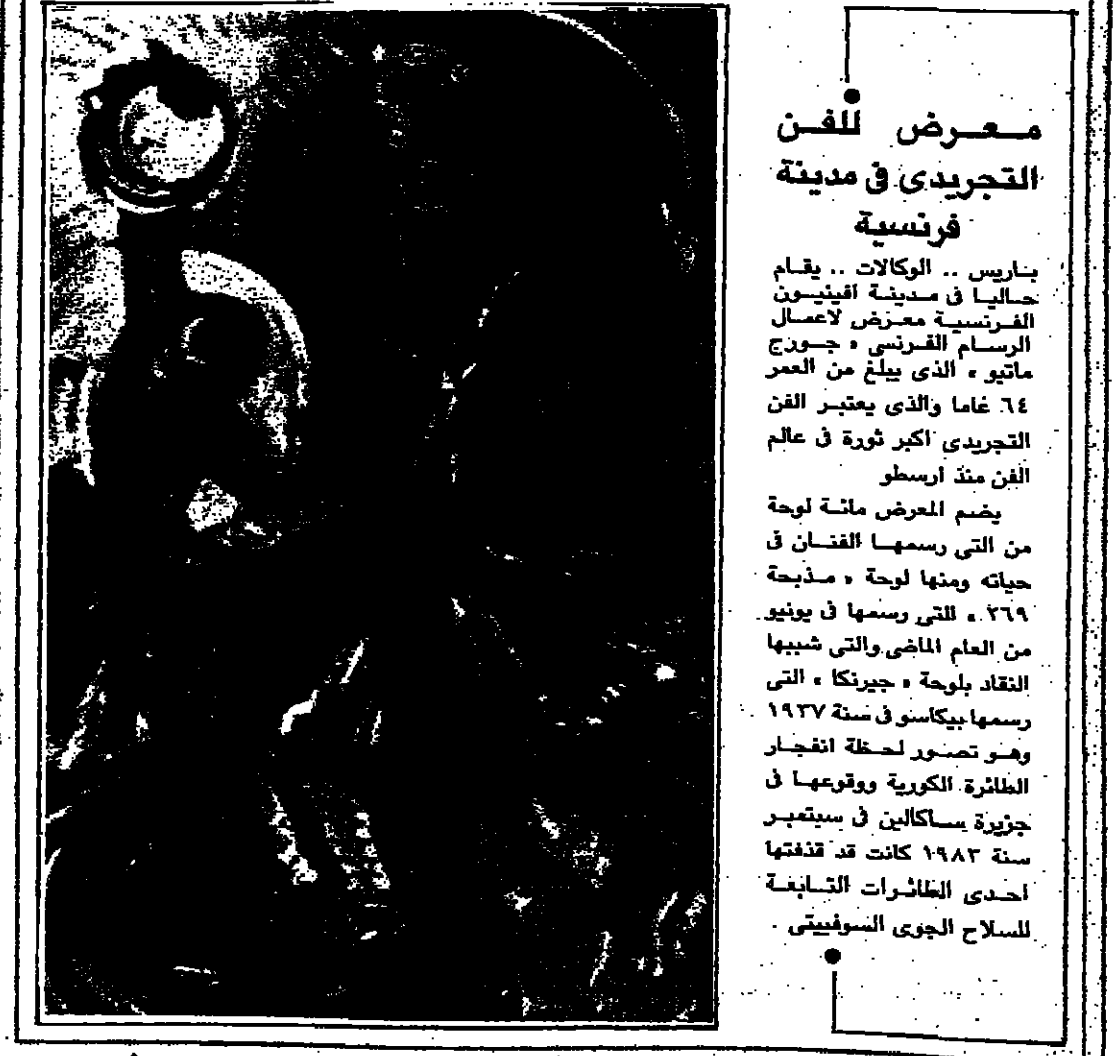 معرض للفن
التجريدى فى مدينة
فرنسية
باريس .. الوكالات .. يقام
حاليا فى مدينة افينيون
الفرنسية معرض لاعمال
الرسام الفرنسى « جورج
ماتيو » الذى يبلغ من العمر
٦٤ غاما والذى يعتبر الفن
التجريدى اكبر ثورة فى عالم
الفن منذ ارسطو
يضم المعرض مائة لوحة
من التى رسمها الفنان فى
حياته ومنها لوحة « مذبحة
٢٦٩ » للتى رسمها فى يونيو
من العام الماضى والتى شبيها
النقاد بلوحة « جيرنكا » التى
رسمها بيكاسو فى سنة ١٩٣٧
وهو تصور لحظة انفجار
الطائرة الكورية ووقوعها فى
جزيرة ساكالين فى سبتمبر
سنة ١٩٨٣ كانت قد قذفتها
احدى الطائرات التابعة
للسلاح الجوى السوفييتى .